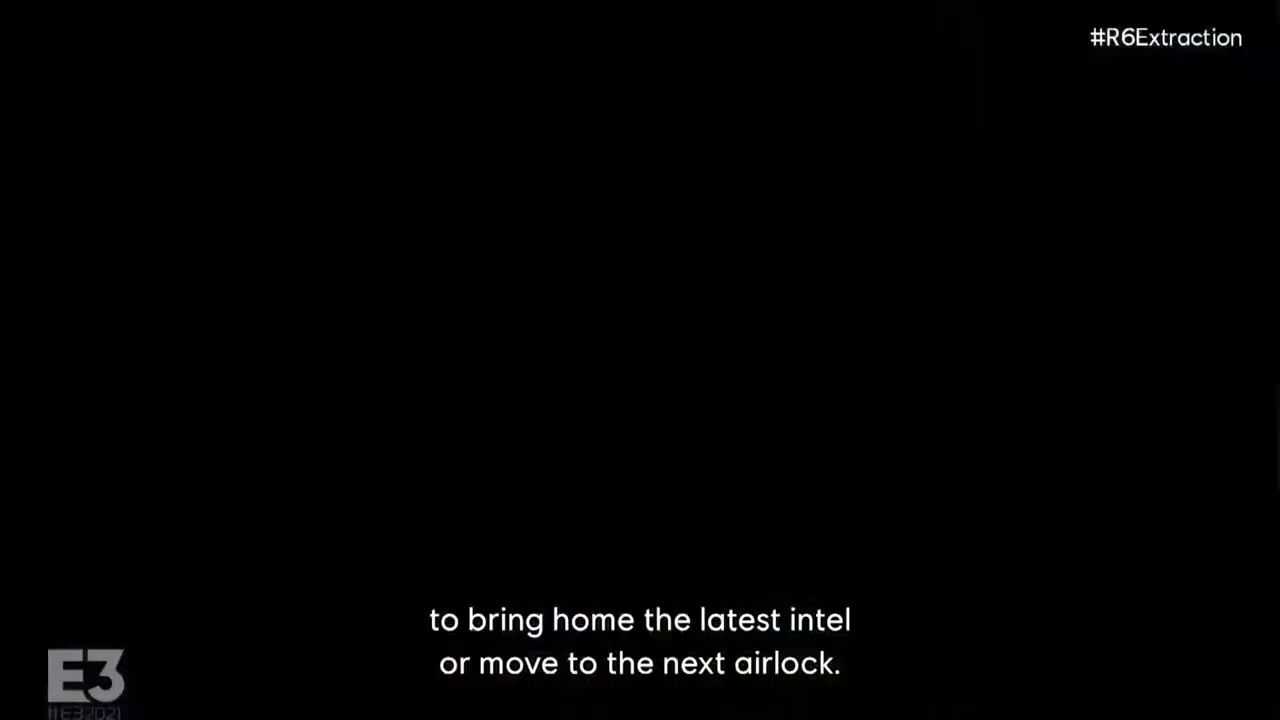 #R6Extraction
to bring home the latest intel
or move to the next airlock.
E3
#E32021